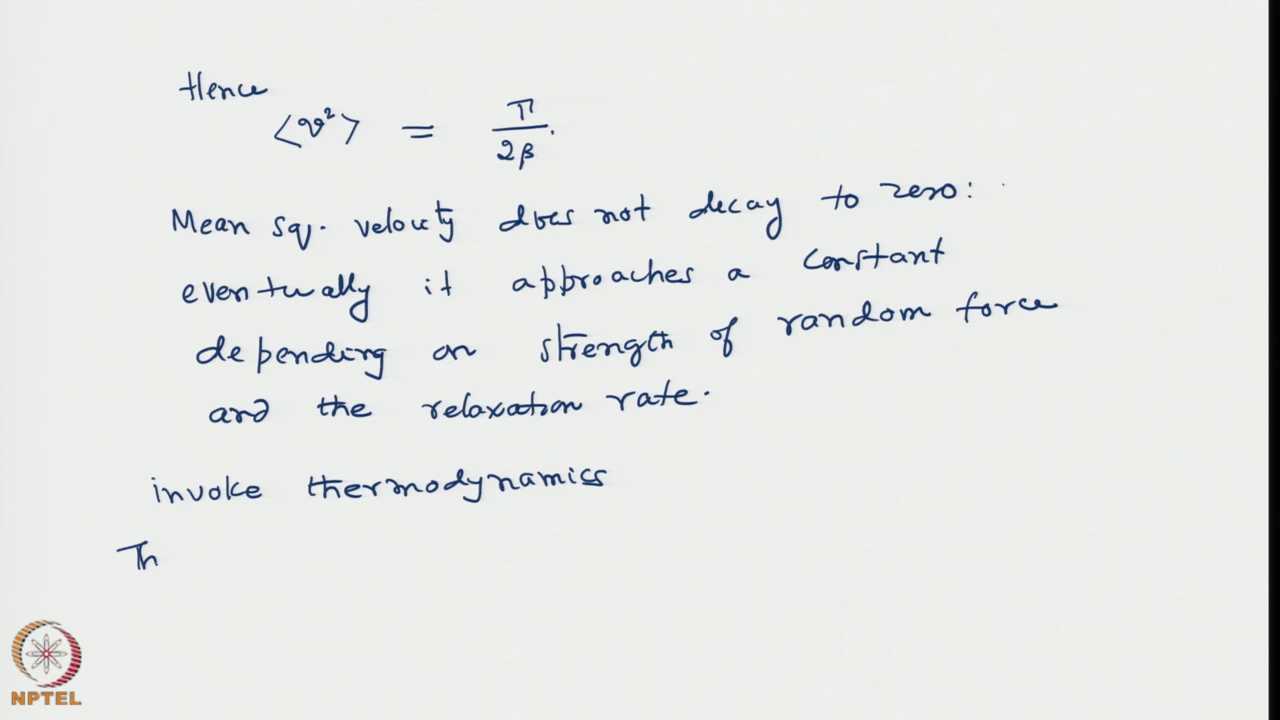 Hence
⟨v²⟩ = Γ / 2β.
Mean sq. velocity does not decay to zero:
eventually it approaches a constant
depending on strength of random force
and the relaxation rate.
invoke thermodynamics
Th
NPTEL